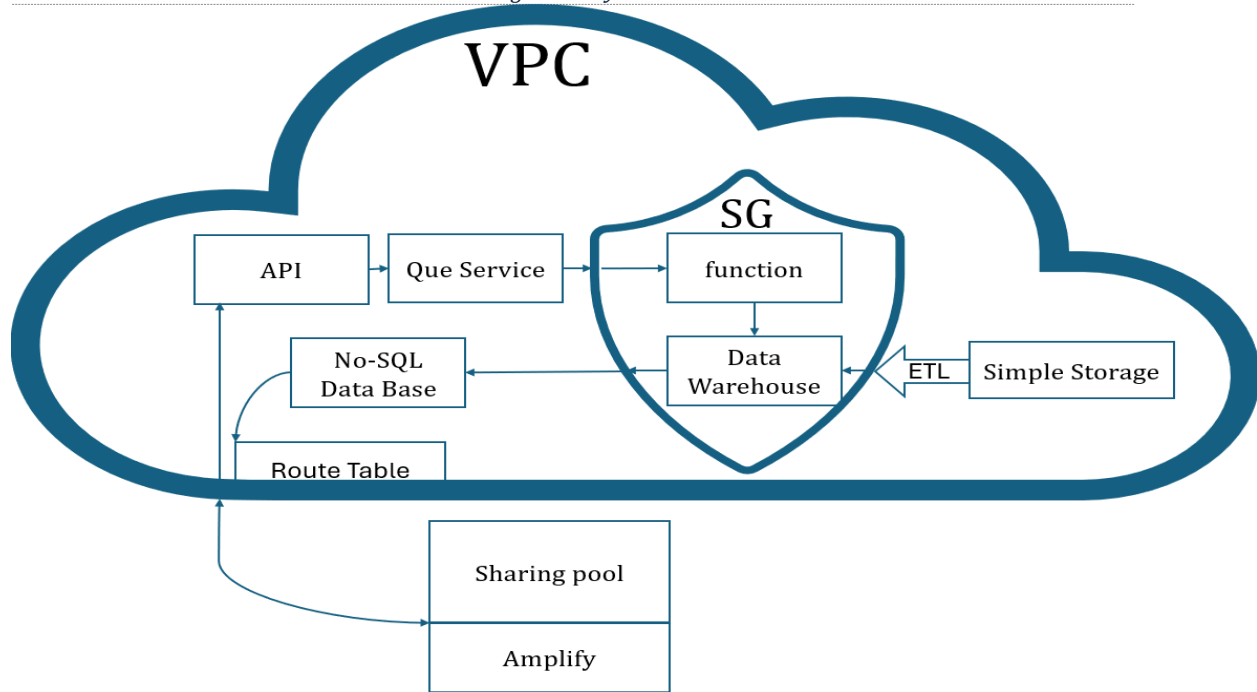 VPC
SG
API
Que Service
function
No-SQL
Data Base
Data
Warehouse
ETL
Simple Storage
Route Table
Sharing pool
Amplify